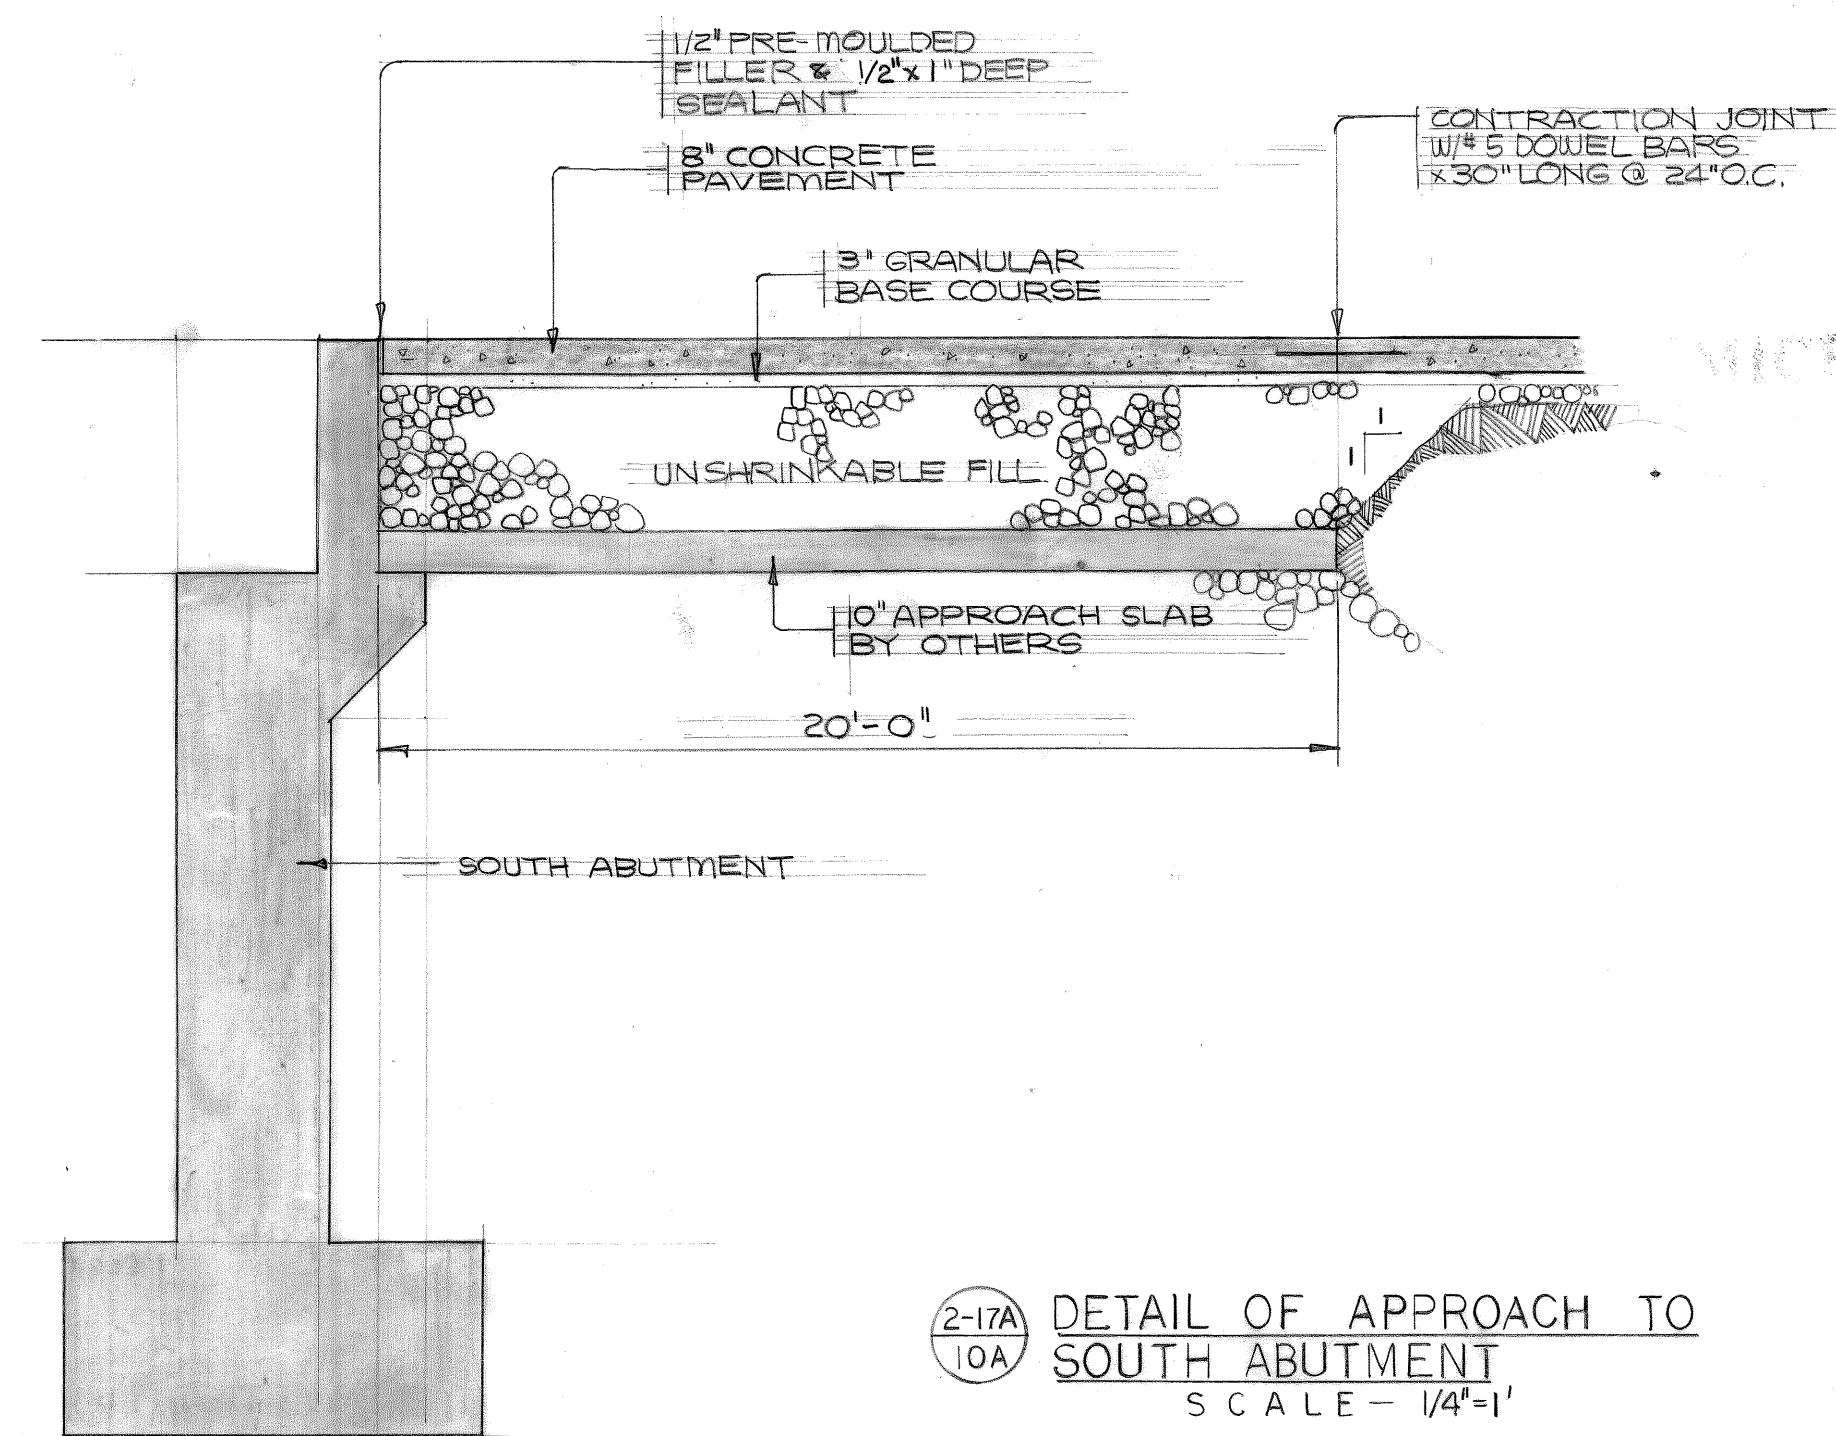 1/2" PRE-MOULDED
FILLER & 1/2" x 1" DEEP
SEALANT
8" CONCRETE
PAVEMENT
CONTRACTION JOINT
W/# 5 DOWEL BARS
x 30" LONG @ 24" O.C.
3" GRANULAR
BASE COURSE
1
1
UNSHRINKABLE FILL
10" APPROACH SLAB
BY OTHERS
20'-0"
SOUTH ABUTMENT
2-17A
10A
DETAIL OF APPROACH TO
SOUTH ABUTMENT
SCALE - 1/4"=1'